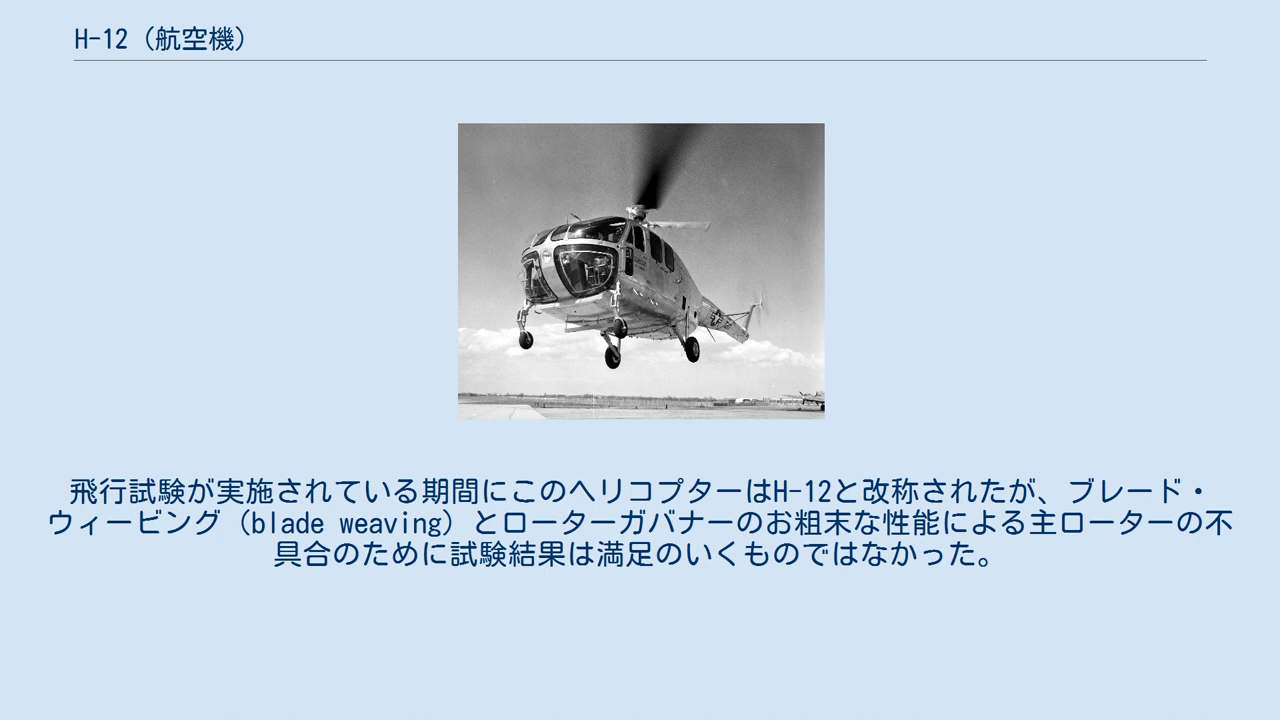 H-12（航空機）
飛行試験が実施されている期間にこのヘリコプターはH-12と改称されたが、ブレード・
ウィービング（blade weaving）とローターガバナーのお粗末な性能による主ローターの不
具合のために試験結果は満足のいくものではなかった。